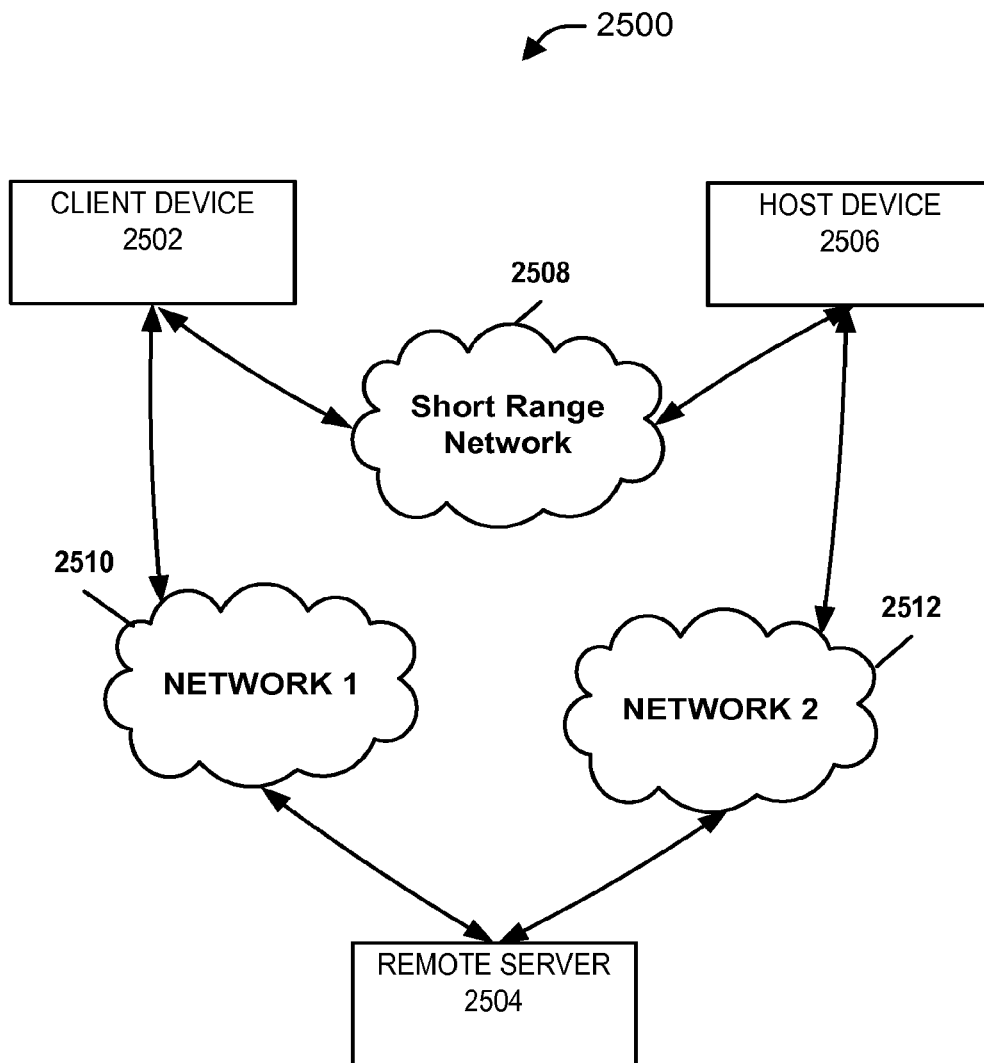 2500
CLIENT DEVICE
2502
HOST DEVICE
2506
2508
Short Range
Network
2510
NETWORK 1
2512
NETWORK 2
REMOTE SERVER
2504